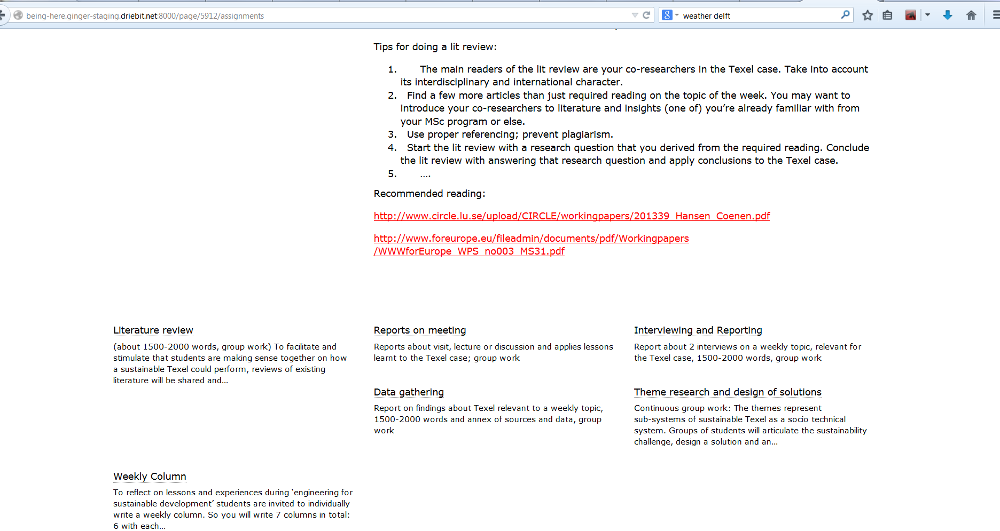 being-here.ginger-staging.driebit.net:8000/page/5912/assignments
weather delft
Tips for doing a lit review:
1. The main readers of the lit review are your co-researchers in the Texel case. Take into account
its interdisciplinary and international character.
2. Find a few more articles than just required reading on the topic of the week. You may want to
introduce your co-researchers to literature and insights (one of) you’re already familiar with from
your MSc program or else.
3. Use proper referencing; prevent plagiarism.
4. Start the lit review with a research question that you derived from the required reading. Conclude
the lit review with answering that research question and apply conclusions to the Texel case.
5. ....
Recommended reading:
http://www.circle.lu.se/upload/CIRCLE/workingpapers/201339_Hansen_Coenen.pdf
http://www.foreurope.eu/fileadmin/documents/pdf/Workingpapers
/WWWforEurope_WPS_no003_MS31.pdf
Literature review
(about 1500-2000 words, group work) To facilitate and
stimulate that students are making sense together on how
a sustainable Texel could perform, reviews of existing
literature will be shared and...
Reports on meeting
Reports about visit, lecture or discussion and applies lessons
learnt to the Texel case; group work
Interviewing and Reporting
Report about 2 interviews on a weekly topic, relevant for
the Texel case, 1500-2000 words, group work
Data gathering
Report on findings about Texel relevant to a weekly topic,
1500-2000 words and annex of sources and data, group
work
Theme research and design of solutions
Continuous group work: The themes represent
sub-systems of sustainable Texel as a socio technical
system. Groups of students will articulate the sustainability
challenge, design a solution and an...
Weekly Column
To reflect on lessons and experiences during ‘engineering for
sustainable development’ students are invited to individually
write a weekly column. So you will write 7 columns in total:
6 with each...